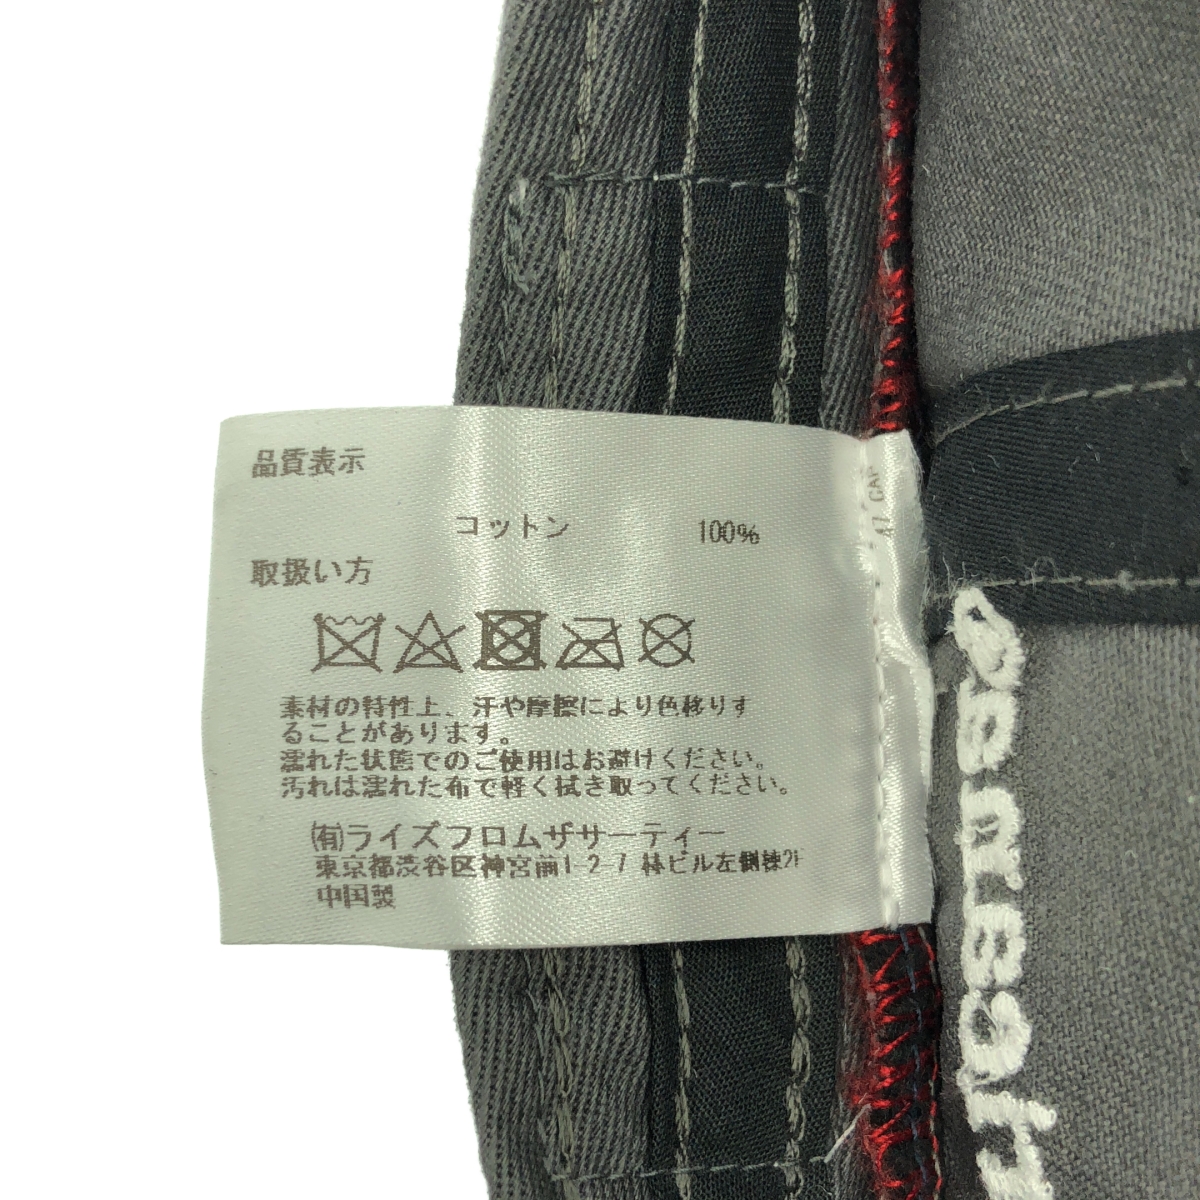 品質表示
コットン 100%
取扱い方
素材の特性上、汗や摩擦により色移りす
ることがあります。
濡れた状態でのご使用はお避けください。
汚れは濡れた布で軽く拭き取ってください。
㈲ライズフロムザサーティー
東京都渋谷区神宮前1-2-7 林ビル左側棟2F
中国製
47 CAP